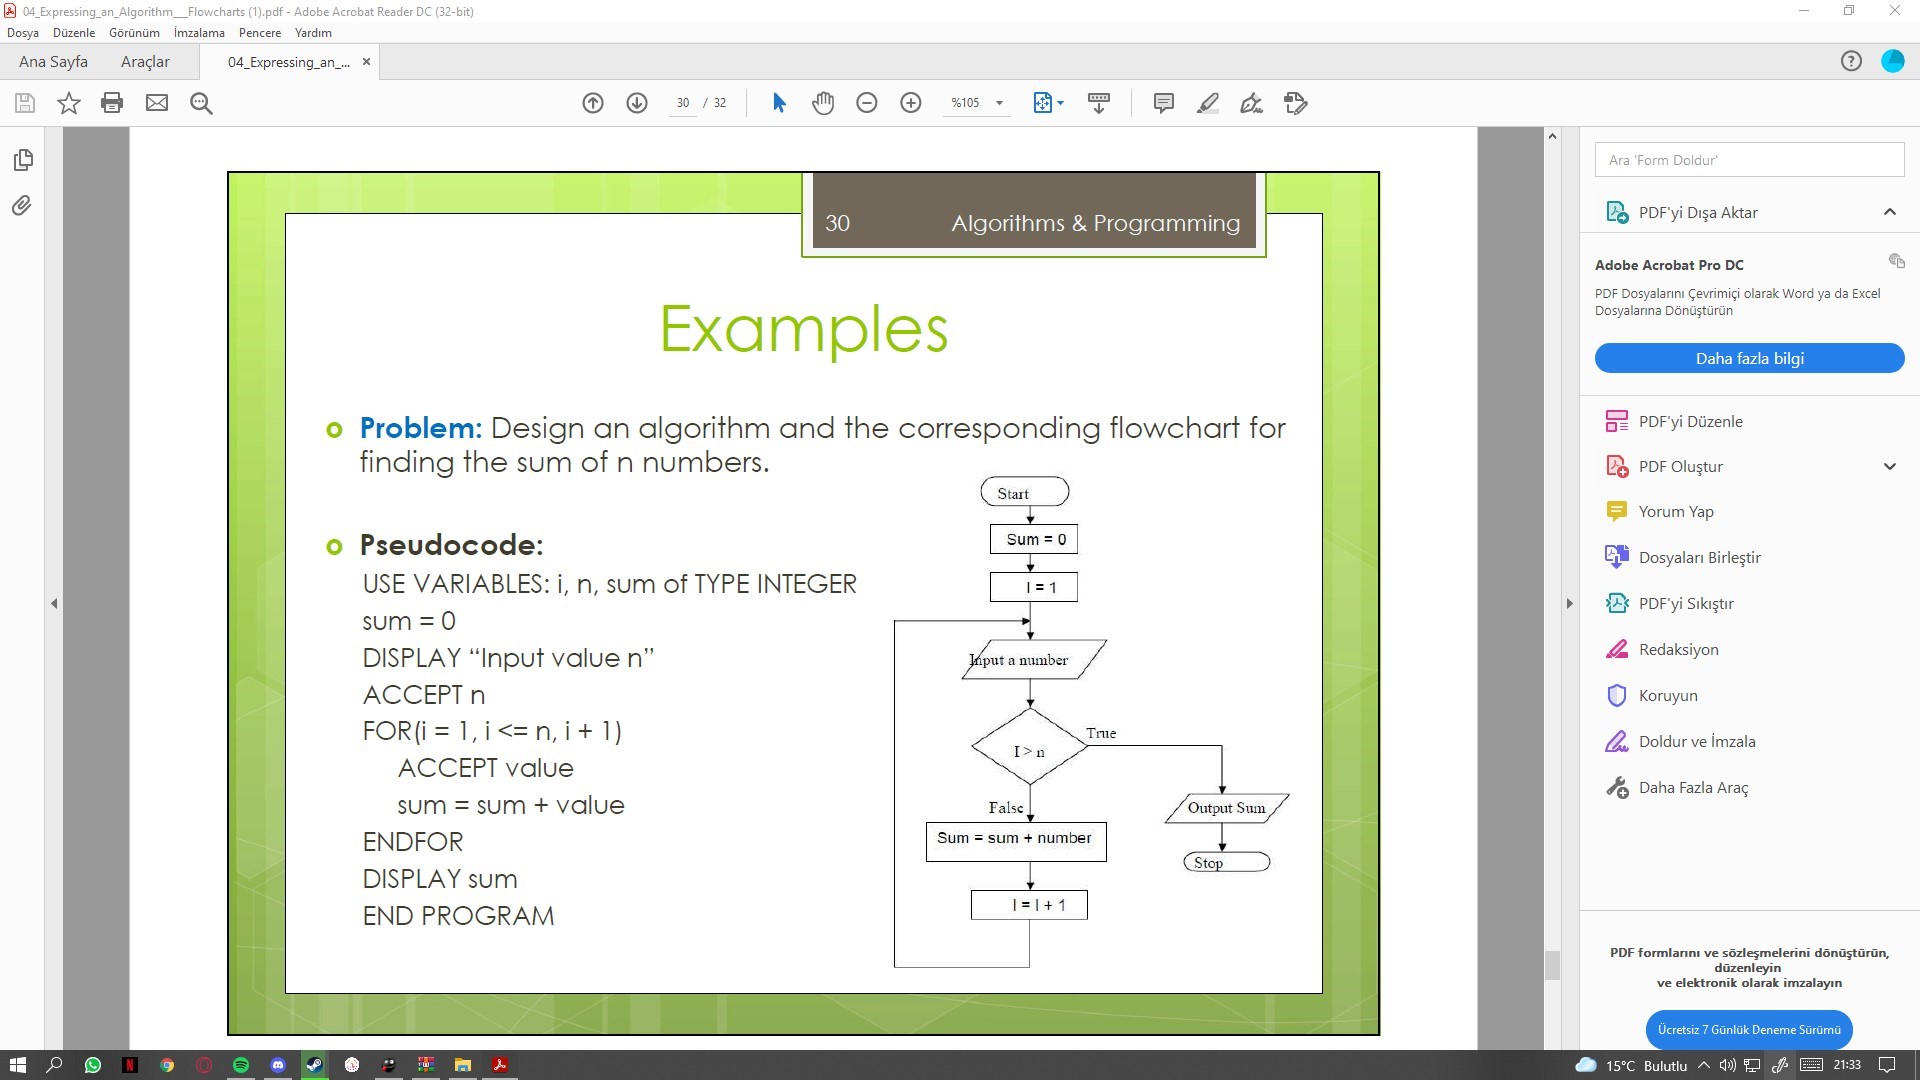 04_Expressing_an_Algorithm___Flowcharts (1).pdf - Adobe Acrobat Reader DC (32-bit)
Dosya Düzenle Görünüm İmzalama Pencere Yardım
Ana Sayfa Araçlar 04_Expressing_an_...
30 / 32 %105
30 Algorithms & Programming
Examples
Problem: Design an algorithm and the corresponding flowchart for
finding the sum of n numbers.
Pseudocode:
USE VARIABLES: i, n, sum of TYPE INTEGER
sum = 0
DISPLAY “Input value n”
ACCEPT n
FOR(i = 1, i <= n, i + 1)
ACCEPT value
sum = sum + value
ENDFOR
DISPLAY sum
END PROGRAM
Start
Sum = 0
I = 1
Input a number
I > n
True
False
Output Sum
Sum = sum + number
Stop
I = I + 1
Ara 'Form Doldur'
PDF'yi Dışa Aktar
Adobe Acrobat Pro DC
PDF Dosyalarını Çevrimiçi olarak Word ya da Excel
Dosyalarına Dönüştürün
Daha fazla bilgi
PDF'yi Düzenle
PDF Oluştur
Yorum Yap
Dosyaları Birleştir
PDF'yi Sıkıştır
Redaksiyon
Koruyun
Doldur ve İmzala
Daha Fazla Araç
PDF formlarını ve sözleşmelerini dönüştürün,
düzenleyin
ve elektronik olarak imzalayın
Ücretsiz 7 Günlük Deneme Sürümü
15°C Bulutlu 21:33